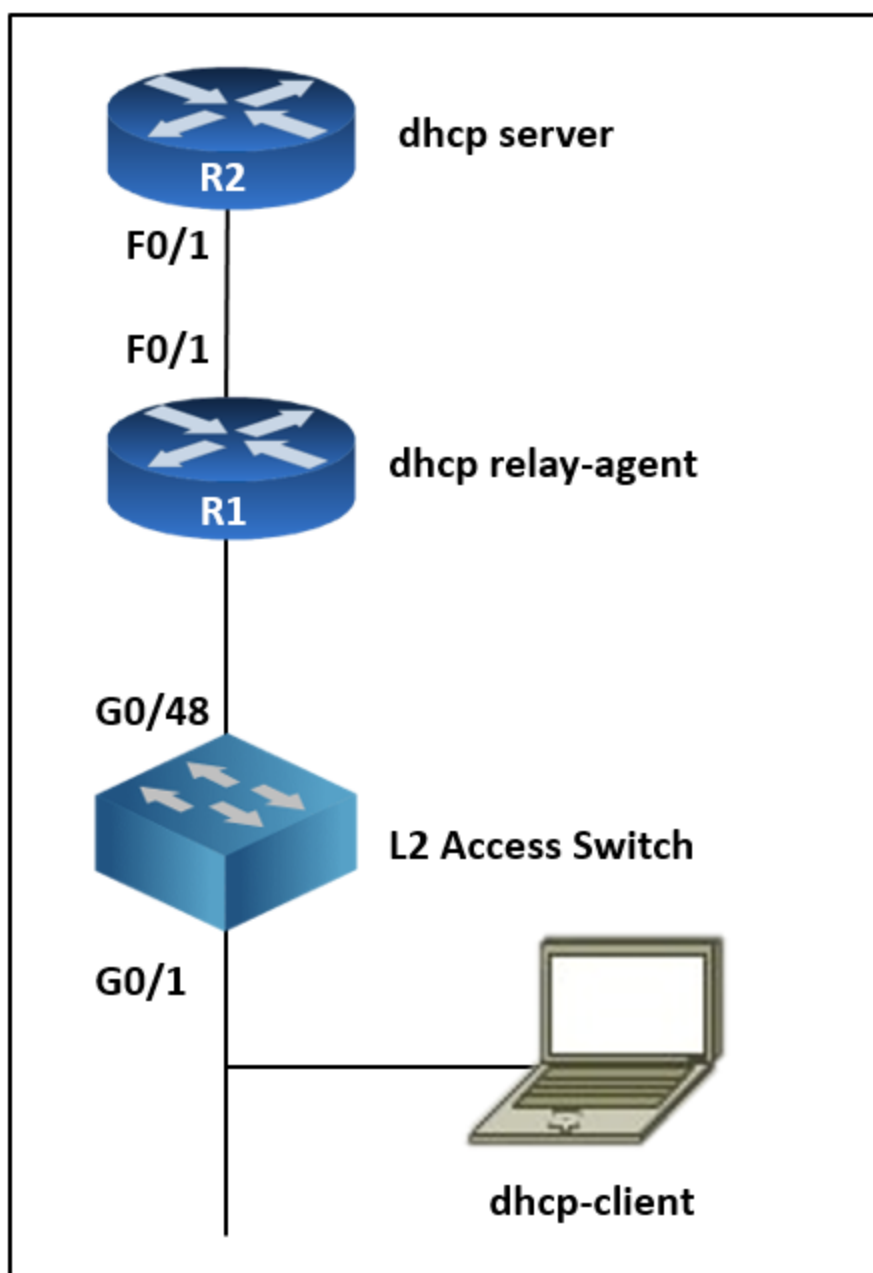 dhcp server
R2
F0/1
F0/1
dhcp relay-agent
R1
G0/48
L2 Access Switch
G0/1
dhcp-client